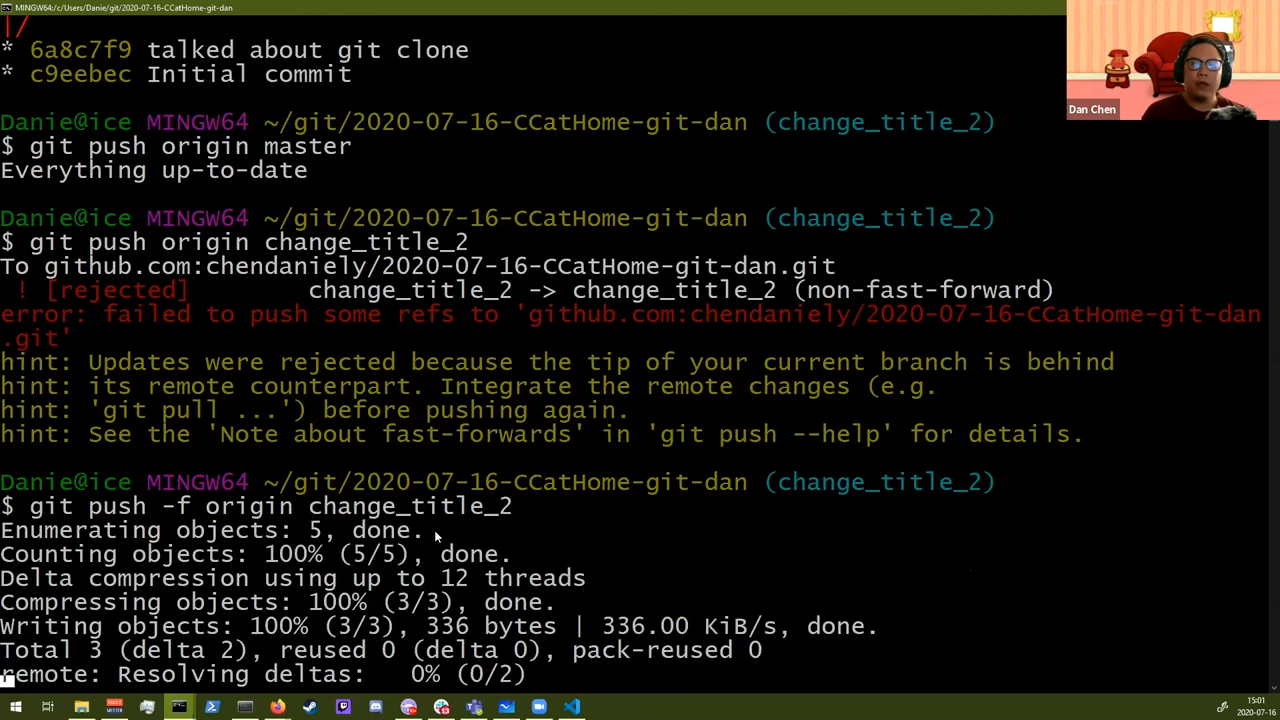 MINGW64:/c/Users/Danie/git/2020-07-16-CCatHome-git-dan
|/
* 6a8c7f9 talked about git clone
* c9eebec Initial commit
Dan Chen
Danie@ice MINGW64 ~/git/2020-07-16-CCatHome-git-dan (change_title_2)
$ git push origin master
Everything up-to-date
Danie@ice MINGW64 ~/git/2020-07-16-CCatHome-git-dan (change_title_2)
$ git push origin change_title_2
To github.com:chendaniely/2020-07-16-CCatHome-git-dan.git
! [rejected]        change_title_2 -> change_title_2 (non-fast-forward)
error: failed to push some refs to 'github.com:chendaniely/2020-07-16-CCatHome-git-dan
.git'
hint: Updates were rejected because the tip of your current branch is behind
hint: its remote counterpart. Integrate the remote changes (e.g.
hint: 'git pull ...') before pushing again.
hint: See the 'Note about fast-forwards' in 'git push --help' for details.
Danie@ice MINGW64 ~/git/2020-07-16-CCatHome-git-dan (change_title_2)
$ git push -f origin change_title_2
Enumerating objects: 5, done.
Counting objects: 100% (5/5), done.
Delta compression using up to 12 threads
Compressing objects: 100% (3/3), done.
Writing objects: 100% (3/3), 336 bytes | 336.00 KiB/s, done.
Total 3 (delta 2), reused 0 (delta 0), pack-reused 0
remote: Resolving deltas:   0% (0/2)
15:01
2020-07-16